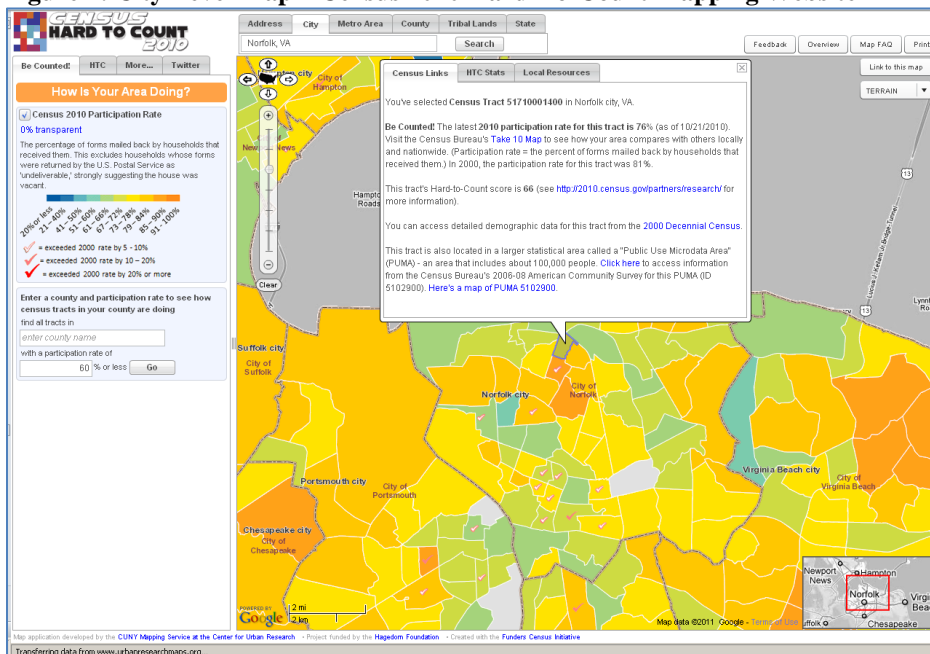 CENSUS
HARD TO COUNT
2010
Address City Metro Area County Tribal Lands State
Norfolk, VA Search
Feedback Overview Map FAQ Print
Be Counted! HTC More... Twitter
How is Your Area Doing?
Census 2010 Participation Rate
0% transparent
The percentage of forms mailed back by households that
received them. This excludes households whose forms
were returned by the U.S. Postal Service as
'undeliverable,' strongly suggesting the house was
vacant.
20% or less 21 - 40% 41 - 50% 51 - 60% 61 - 66% 67 - 72% 73 - 78% 79 - 84% 85 - 90% 91 - 100%
= exceeded 2000 rate by 5 - 10%
= exceeded 2000 rate by 10 - 20%
= exceeded 2000 rate by 20% or more
Enter a county and participation rate to see how
census tracts in your county are doing
find all tracts in
enter county name
with a participation rate of
60 % or less Go
Link to this map
TERRAIN
Clear
Census Links HTC Stats Local Resources
You've selected Census Tract 51710001400 in Norfolk city, VA.
Be Counted! The latest 2010 participation rate for this tract is 76% (as of 10/21/2010).
Visit the Census Bureau's Take 10 Map to see how your area compares with others locally
and nationwide. (Participation rate = the percent of forms mailed back by households that
received them.) In 2000, the participation rate for this tract was 81%.
This tract's Hard-to-Count score is 66 (see http://2010.census.gov/partners/research/ for
more information).
You can access detailed demographic data for this tract from the 2000 Decennial Census.
This tract is also located in a larger statistical area called a "Public Use Microdata Area"
(PUMA) - an area that includes about 100,000 people. Click here to access information
from the Census Bureau's 2006-08 American Community Survey for this PUMA (ID
5102900). Here's a map of PUMA 5102900.
City of
Hampton
Hampton
Roads
13
13
Suffolk city
City of
Suffolk
Norfolk city
City of
Norfolk
Portsmouth city
City of
Portsmouth
Virginia Beach city
City of
Virginia Beach
Chesapeake city
City of
Chesapeake
Newport
News
Hampton
Norfolk
Chesapeake
POWERED BY
Google
2 mi
2 km
Map data ©2011 Google - Terms of Use
Map application developed by the CUNY Mapping Service at the Center for Urban Research • Project funded by the Hagedorn Foundation • Created with the Funders Census Initiative
Transferring data from www.urbanresearchmaps.org